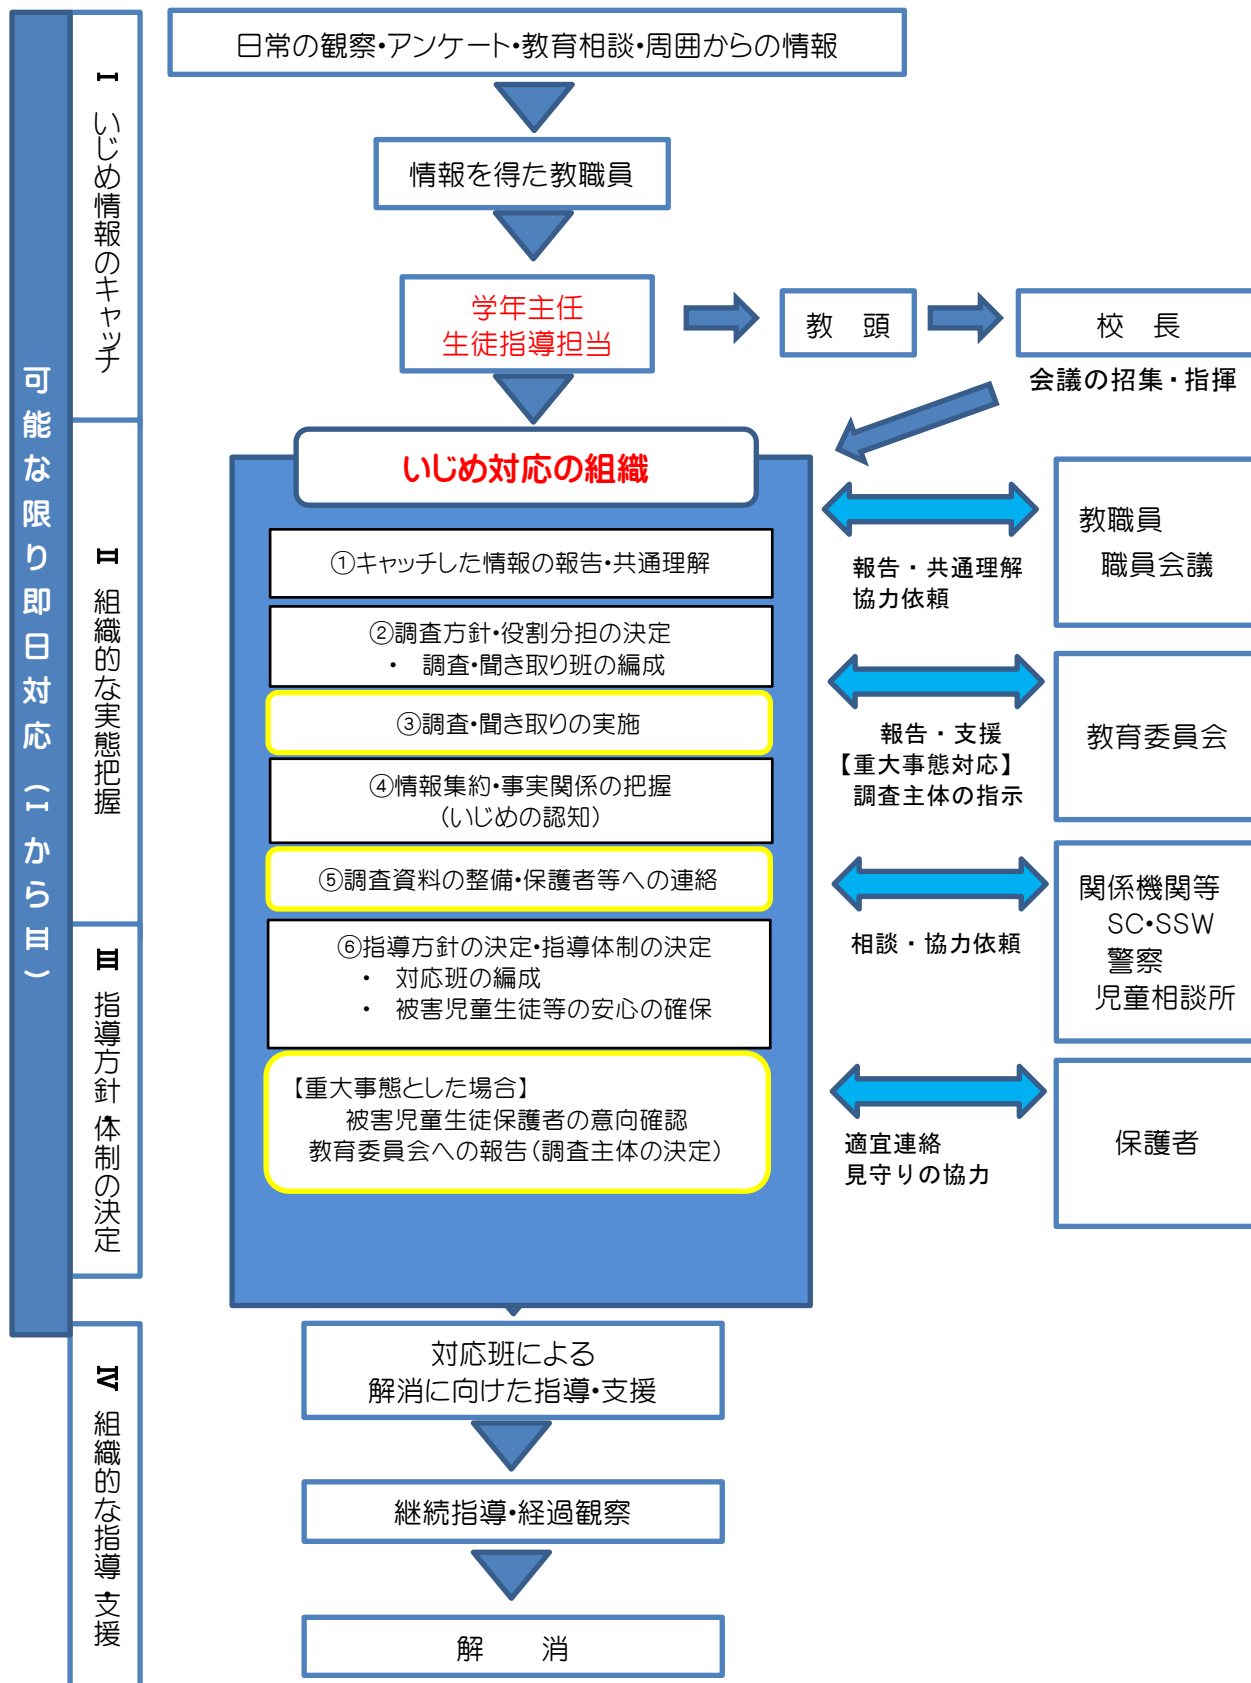 可能な限り即日対応(ⅠからⅢ)
Ⅰ いじめ情報のキャッチ
日常の観察・アンケート・教育相談・周囲からの情報
情報を得た教職員
学年主任
生徒指導担当
教 頭
校 長
会議の招集・指揮
Ⅱ 組織的な実態把握
いじめ対応の組織
①キャッチした情報の報告・共通理解
②調査方針・役割分担の決定
・ 調査・聞き取り班の編成
③調査・聞き取りの実施
④情報集約・事実関係の把握
(いじめの認知)
⑤調査資料の整備・保護者等への連絡
Ⅲ 指導方針・体制の決定
⑥指導方針の決定・指導体制の決定
・ 対応班の編成
・ 被害児童生徒等の安心の確保
【重大事態とした場合】
被害児童生徒保護者の意向確認
教育委員会への報告(調査主体の決定)
報告・共通理解
協力依頼
教職員
職員会議
報告・支援
【重大事態対応】
調査主体の指示
教育委員会
相談・協力依頼
関係機関等
SC・SSW
警察
児童相談所
適宜連絡
見守りの協力
保護者
Ⅳ 組織的な指導・支援
対応班による
解消に向けた指導・支援
継続指導・経過観察
解 消